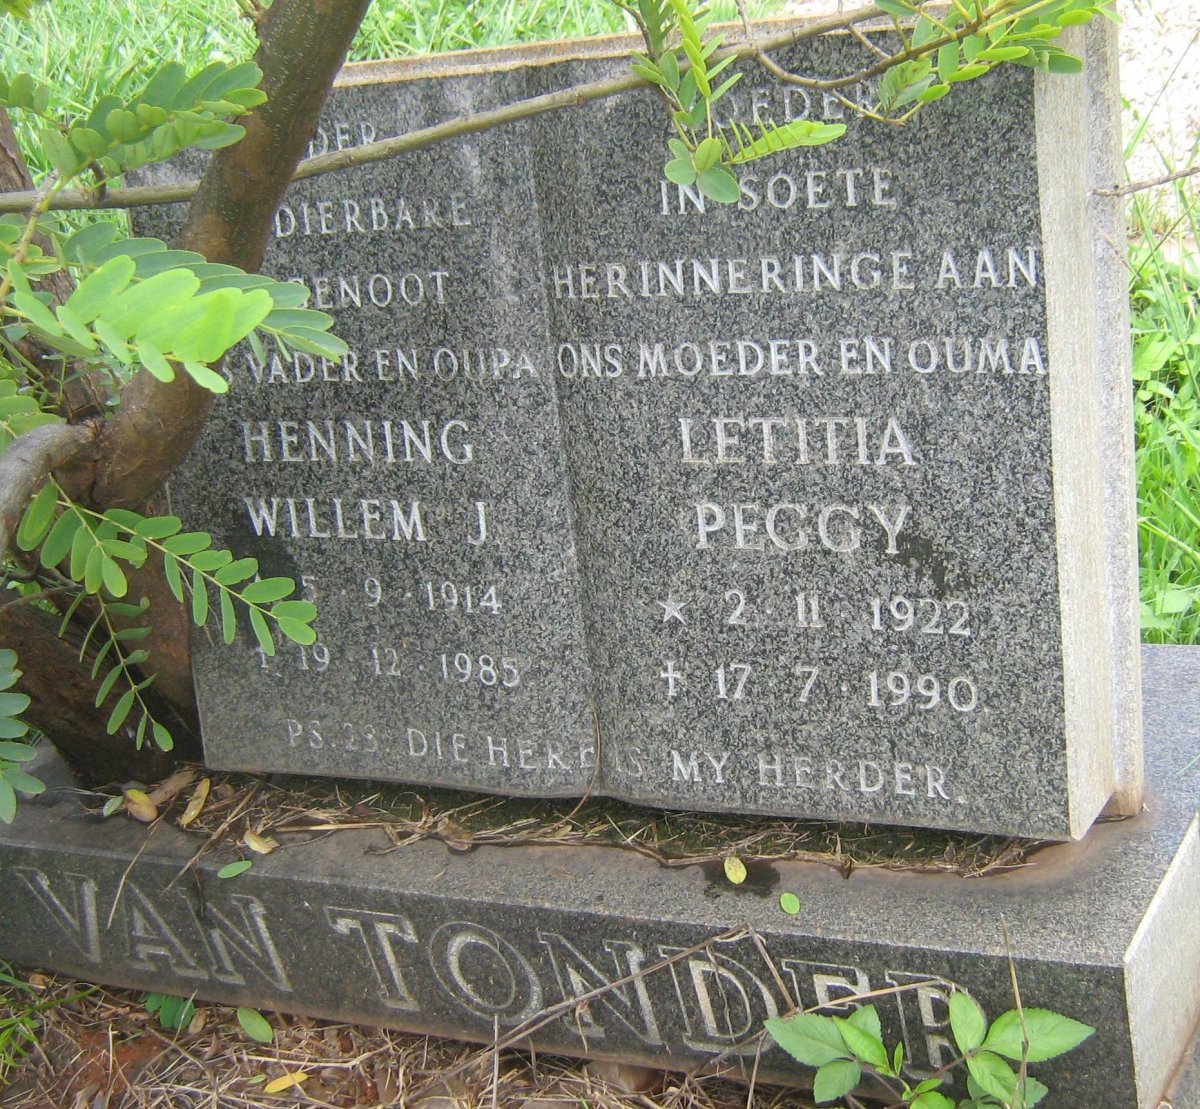 DIERBARE
VADER EN OUPA
HENNING
WILLEM J.
5 · 9 · 1914
19 · 12 · 1985
IN SOETE
HERINNERINGE AAN
ONS MOEDER EN OUMA
LETITIA
PEGGY
★ 2 · 11 · 1922
† 17 · 7 · 1990
PS. 23. DIE HERE IS MY HERDER.
VAN TONDER